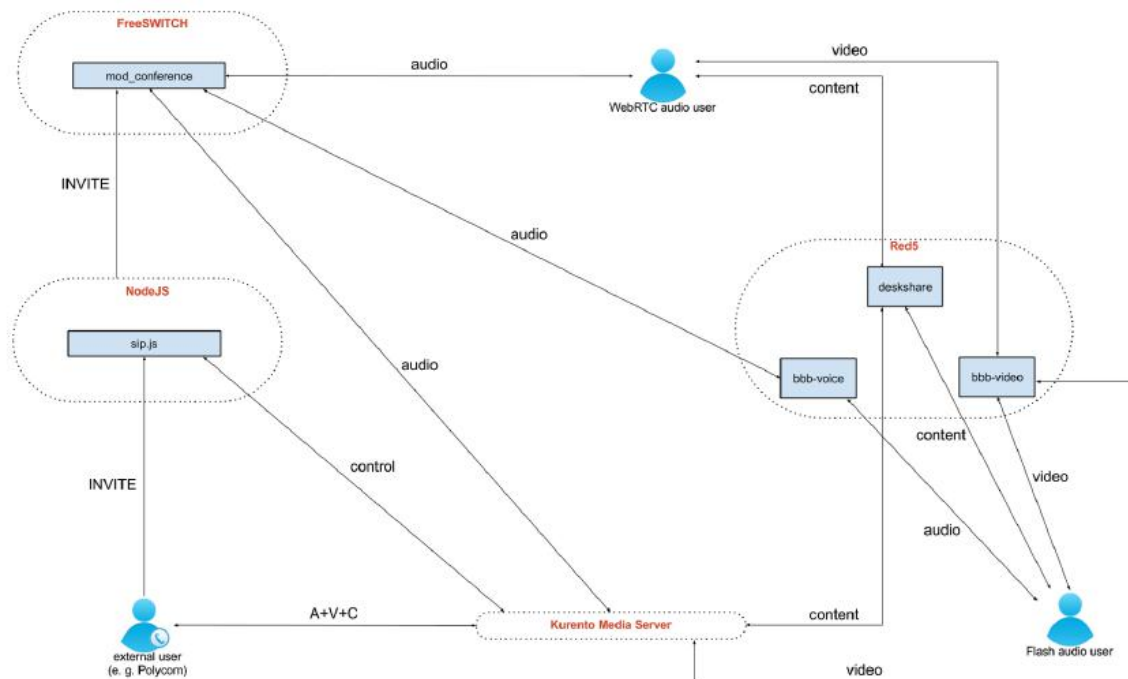 FreeSWITCH
mod_conference
audio
video
content
WebRTC audio user
INVITE
audio
Red5
deskshare
NodeJS
sip.js
audio
bbb-voice
bbb-video
content
control
video
INVITE
audio
A+V+C
Kurento Media Server
content
external user
(e. g. Polycom)
Flash audio user
video